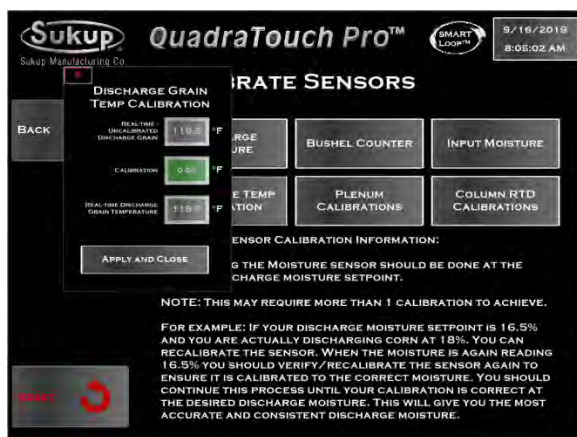 Sukup
Sukup Manufacturing Co.
QuadraTouch Pro™
SMART
LOOP™
9/16/2019
8:05:02 AM
BRATE SENSORS
BACK
DISCHARGE GRAIN
TEMP CALIBRATION
REAL-TIME -
UNCALIBRATED
DISCHARGE GRAIN
°F
CALIBRATION
0.00
°F
REAL-TIME DISCHARGE
GRAIN TEMPERATURE
°F
APPLY AND CLOSE
ARGE
URE
BUSHEL COUNTER
INPUT MOISTURE
E TEMP
ATION
PLENUM
CALIBRATIONS
COLUMN RTD
CALIBRATIONS
ENSOR CALIBRATION INFORMATION:
G THE MOISTURE SENSOR SHOULD BE DONE AT THE
CHARGE MOISTURE SETPOINT.
NOTE: THIS MAY REQUIRE MORE THAN 1 CALIBRATION TO ACHIEVE.
FOR EXAMPLE: IF YOUR DISCHARGE MOISTURE SETPOINT IS 16.5%
AND YOU ARE ACTUALLY DISCHARGING CORN AT 18%. YOU CAN
RECALIBRATE THE SENSOR. WHEN THE MOISTURE IS AGAIN READING
16.5% YOU SHOULD VERIFY/RECALIBRATE THE SENSOR AGAIN TO
ENSURE IT IS CALIBRATED TO THE CORRECT MOISTURE. YOU SHOULD
CONTINUE THIS PROCESS UNTIL YOUR CALIBRATION IS CORRECT AT
THE DESIRED DISCHARGE MOISTURE. THIS WILL GIVE YOU THE MOST
ACCURATE AND CONSISTENT DISCHARGE MOISTURE.
RESET